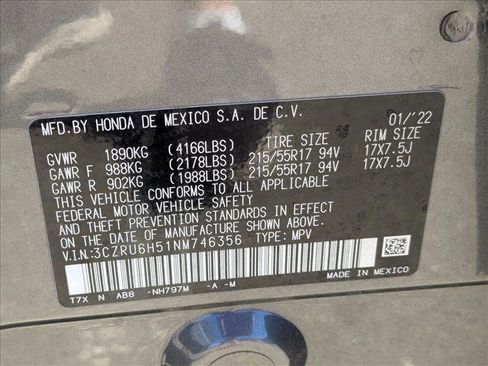 MFD.BY HONDA DE MEXICO S.A. DE C.V. 01/'22
TIRE SIZE RIM SIZE
GVWR 1890KG (4166LBS)
GAWR F 988KG (2178LBS) 215/55R17 94V 17X7.5J
GAWR R 902KG (1988LBS) 215/55R17 94V 17X7.5J
THIS VEHICLE CONFORMS TO ALL APPLICABLE
FEDERAL MOTOR VEHICLE SAFETY
AND THEFT PREVENTION STANDARDS IN EFFECT
ON THE DATE OF MANUFACTURE SHOWN ABOVE.
V.I.N.:3CZRU6H51NM746356 TYPE: MPV
T7X N AB8 -NH797M -A -M
MADE IN MEXICO